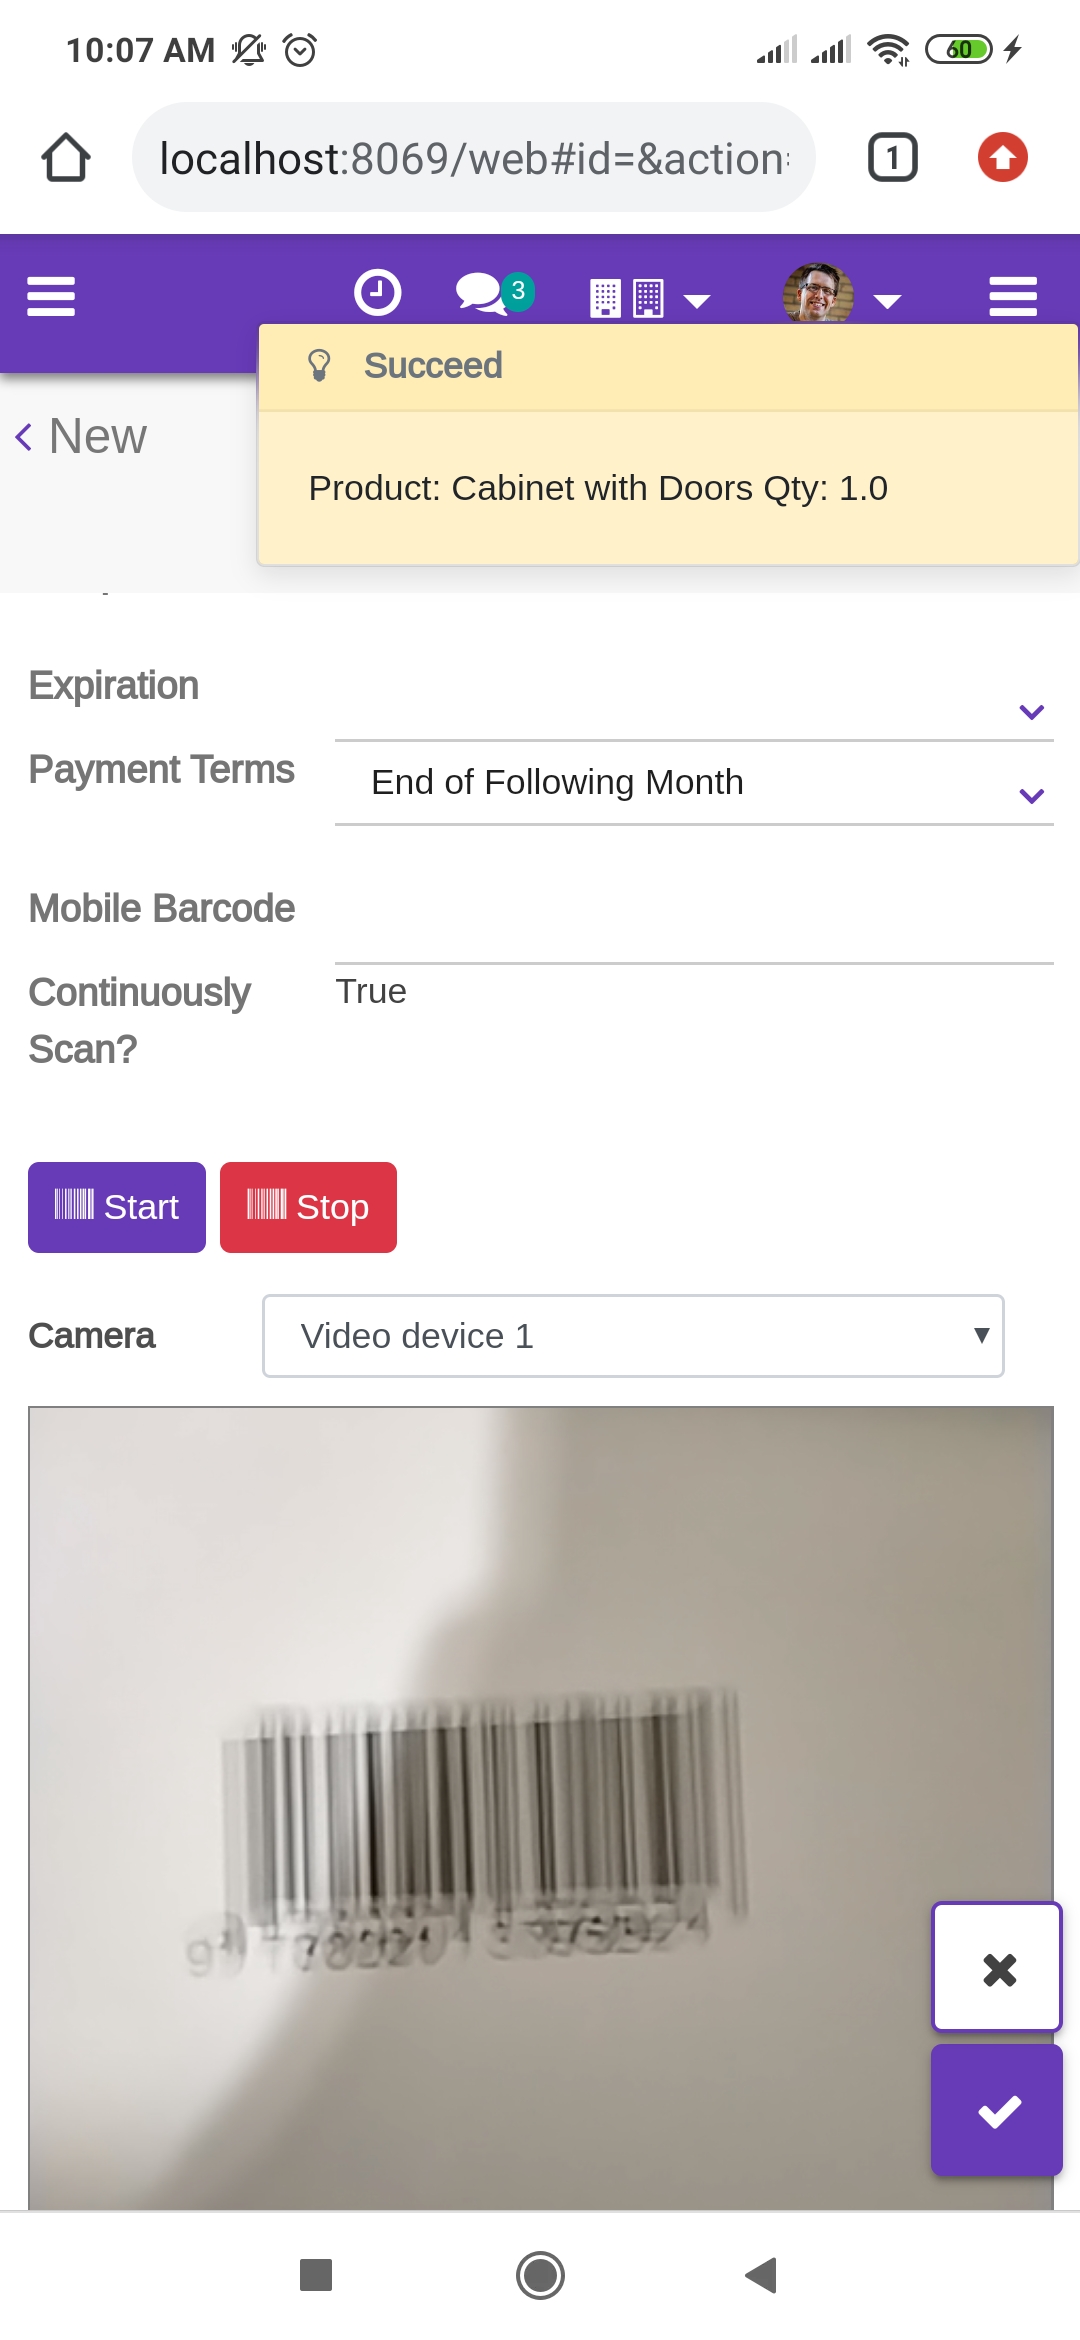 10:07 AM
60
localhost:8069/web#id=&action
1
3
Succeed
New
Product: Cabinet with Doors Qty: 1.0
Expiration
Payment Terms
End of Following Month
Mobile Barcode
Continuously Scan?
True
Start
Stop
Camera
Video device 1